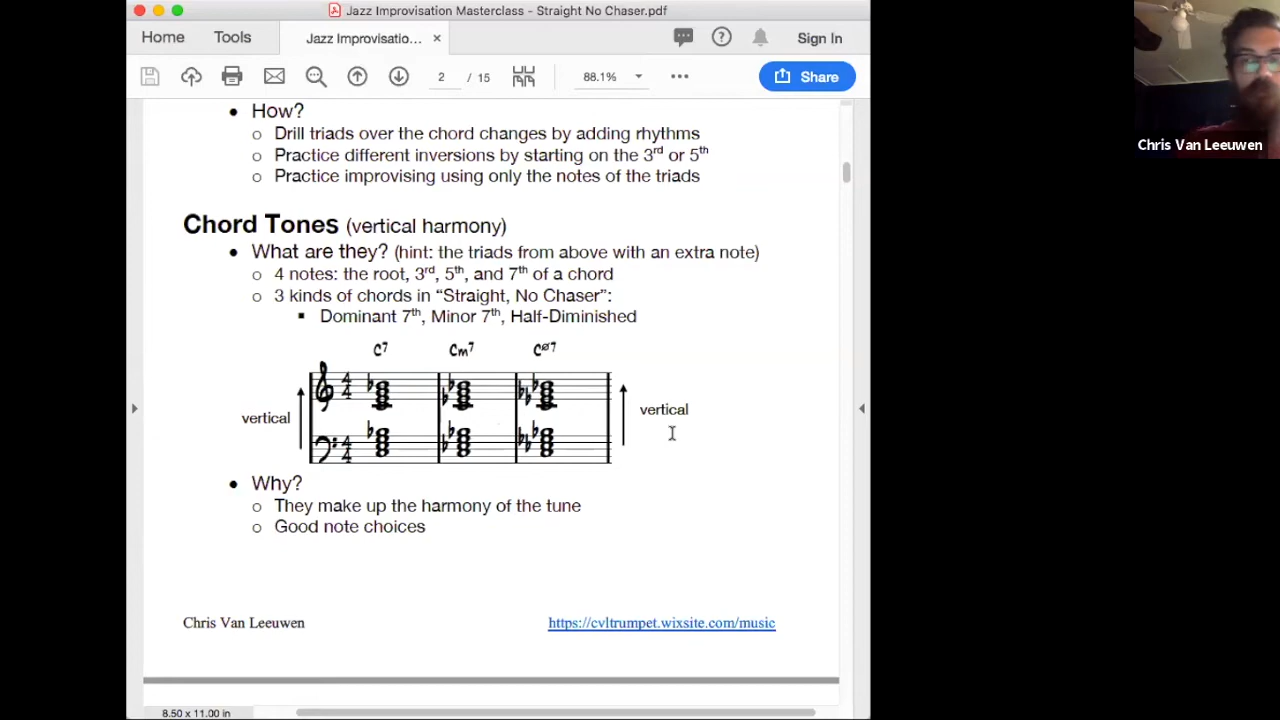 Jazz Improvisation Masterclass - Straight No Chaser.pdf
Home Tools Jazz Improvisatio... × ? Sign In
2 / 15 88.1% Share
• How?
o Drill triads over the chord changes by adding rhythms
o Practice different inversions by starting on the 3rd or 5th
o Practice improvising using only the notes of the triads
Chord Tones (vertical harmony)
• What are they? (hint: the triads from above with an extra note)
o 4 notes: the root, 3rd, 5th, and 7th of a chord
o 3 kinds of chords in “Straight, No Chaser”:
▪ Dominant 7th, Minor 7th, Half-Diminished
C7 Cm7 Cø7
4 4
vertical vertical
4 4
• Why?
o They make up the harmony of the tune
o Good note choices
Chris Van Leeuwen https://cvltrumpet.wixsite.com/music
8.50 x 11.00 in
Chris Van Leeuwen